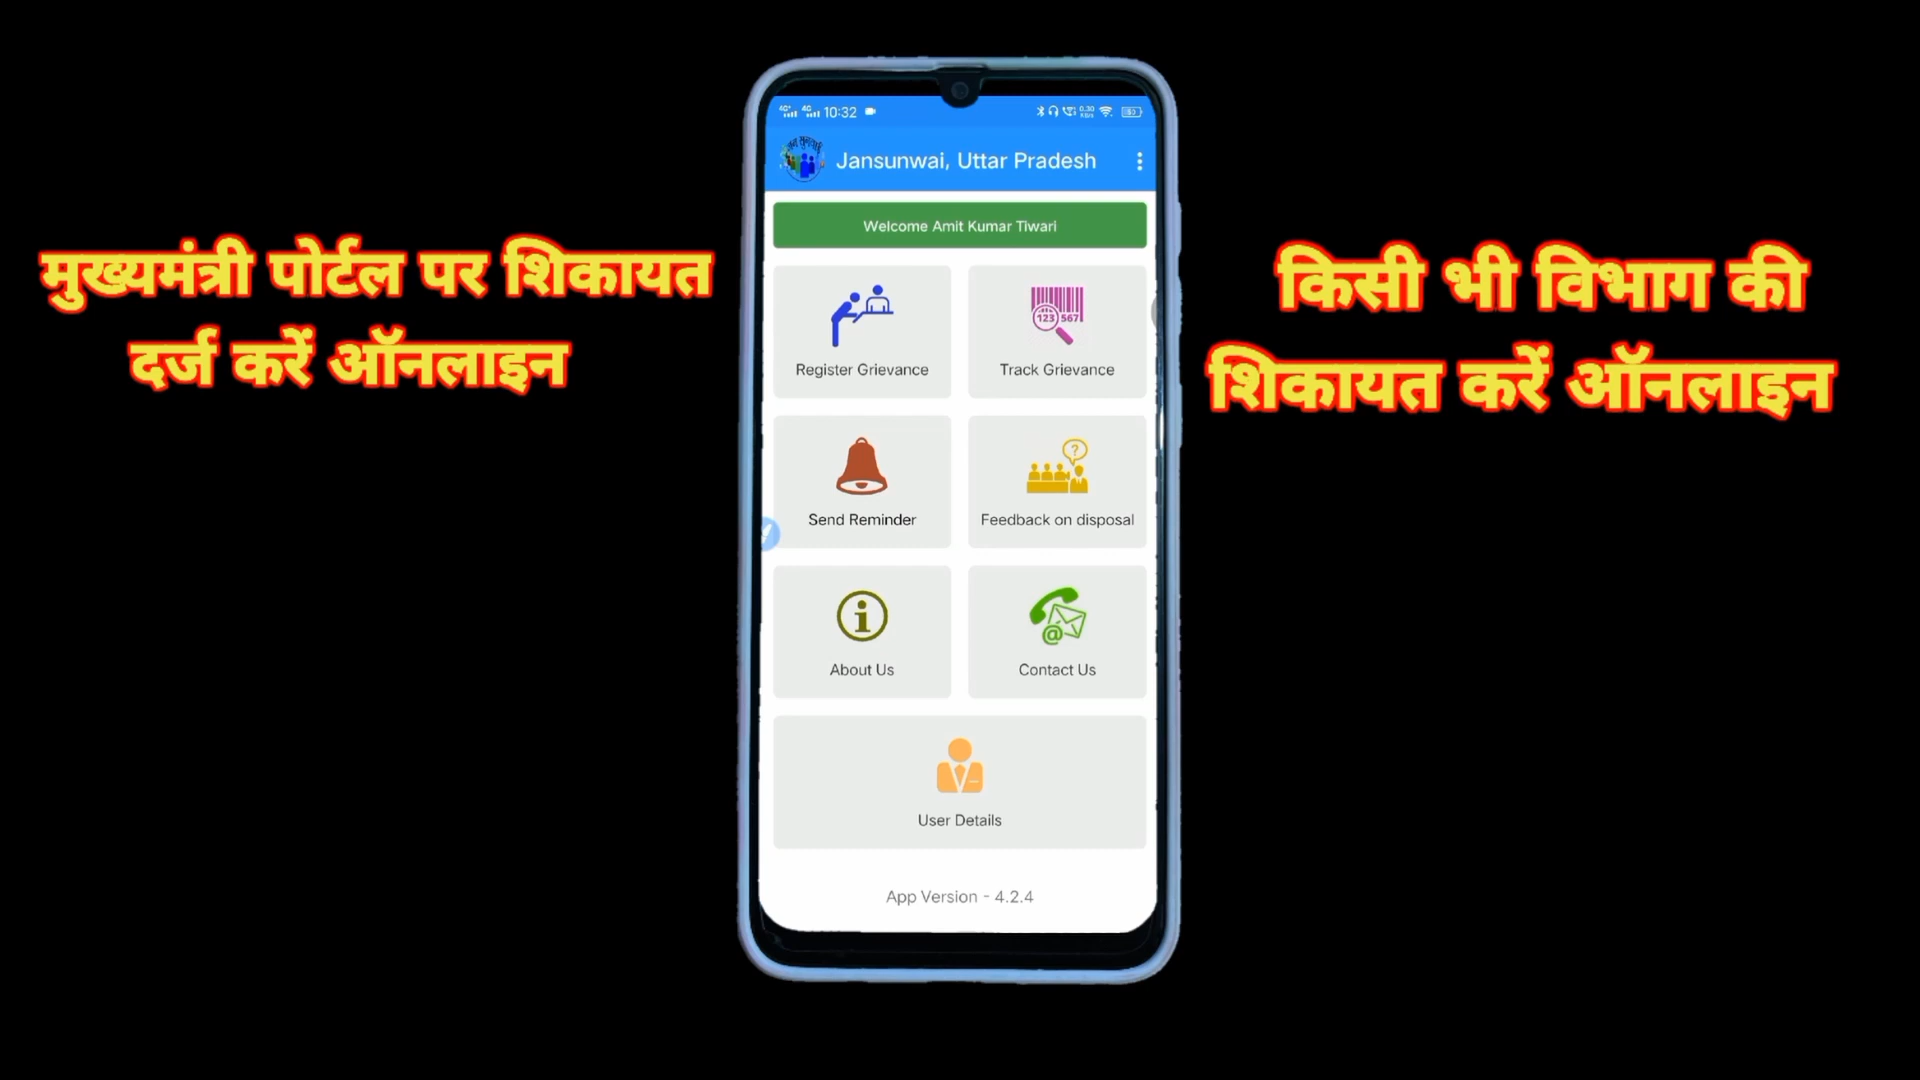 मुख्यमंत्री पोर्टल पर शिकायत
दर्ज करें ऑनलाइन
10:32
Jansunwai, Uttar Pradesh
Welcome Amit Kumar Tiwari
Register Grievance
Track Grievance
123 567
Send Reminder
Feedback on disposal
About Us
Contact Us
User Details
App Version - 4.2.4
किसी भी विभाग की
शिकायत करें ऑनलाइन